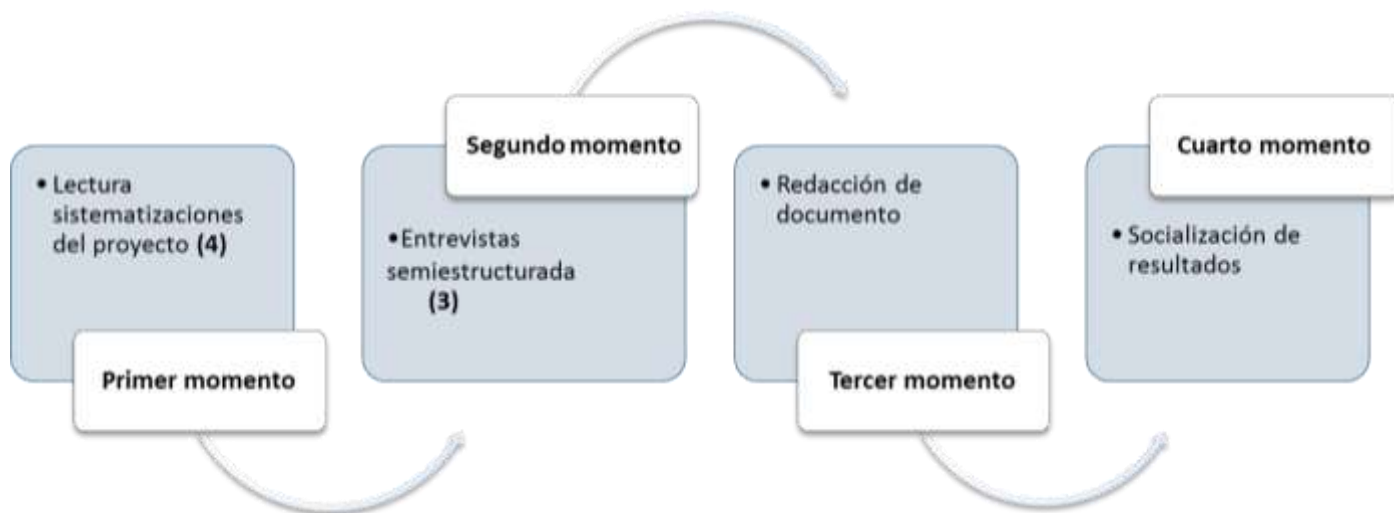 • Lectura
sistematizaciones
del proyecto (4)
Primer momento
Segundo momento
•Entrevistas
semiestructurada
(3)
• Redacción de
documento
Tercer momento
Cuarto momento
• Socialización de
resultados